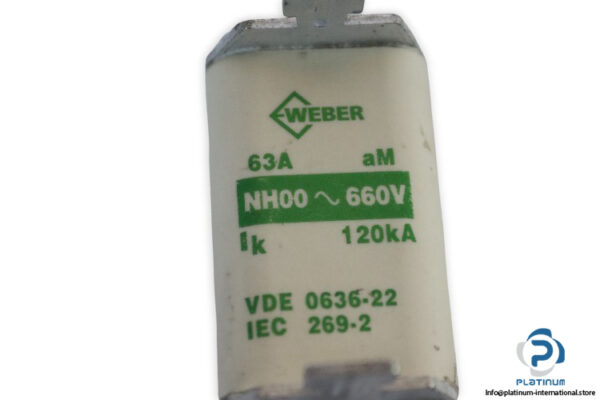 WEBER
63A aM
NH00 ~ 660V
Ik 120kA
VDE 0636-22
IEC 269-2
PLATINUM
Info@platinum-international.store